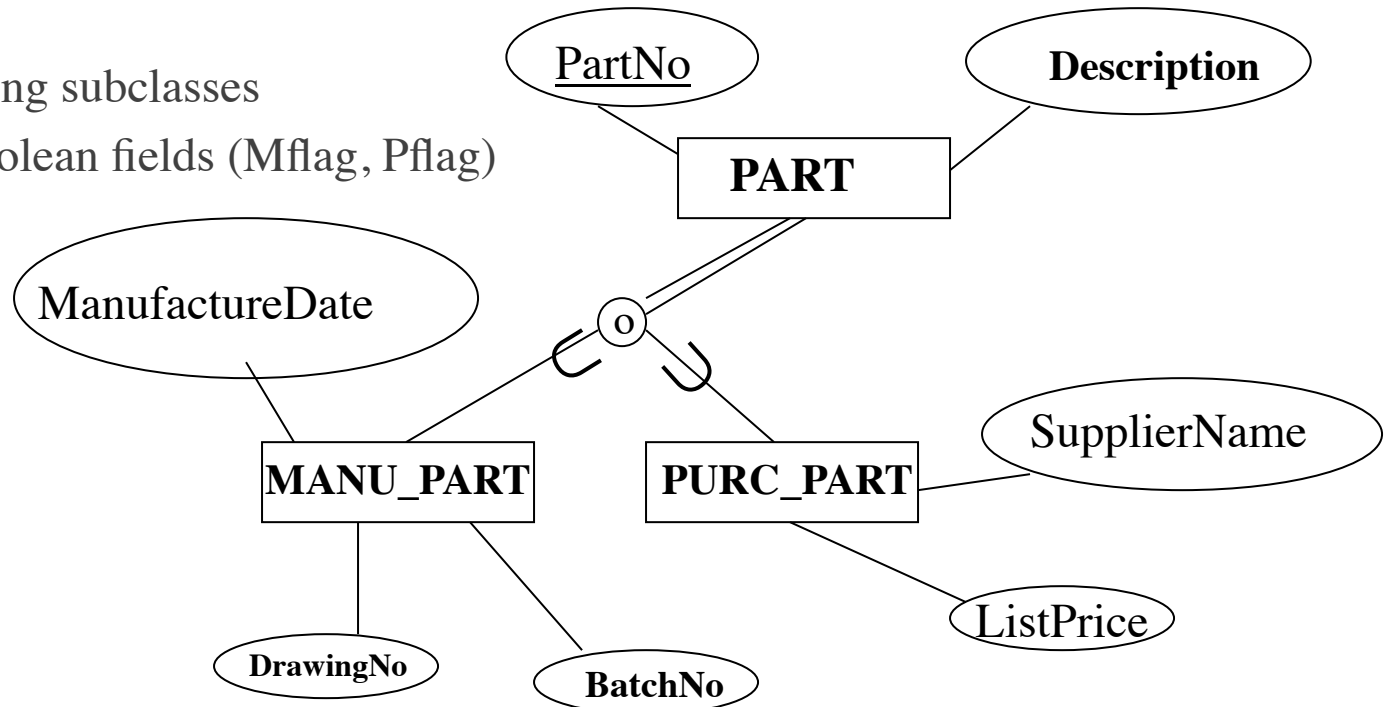 PartNo
Description
ng subclasses
olean fields (Mflag, Pflag)
PART
ManufactureDate
o
MANU_PART
PURC_PART
SupplierName
ListPrice
DrawingNo
BatchNo